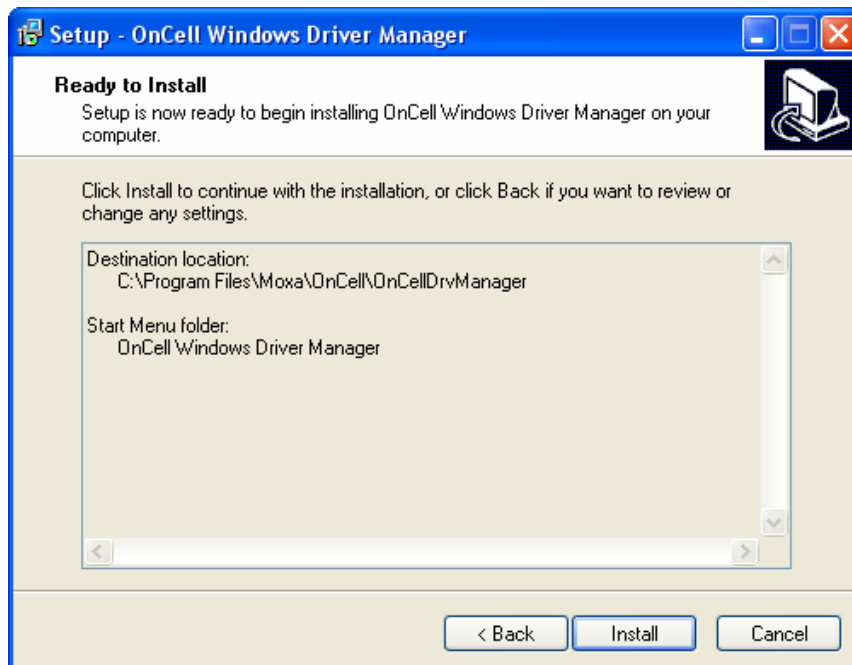 Setup - OnCell Windows Driver Manager
Ready to Install
Setup is now ready to begin installing OnCell Windows Driver Manager on your
computer.
Click Install to continue with the installation, or click Back if you want to review or
change any settings.
Destination location:
C:\Program Files\Moxa\OnCell\OnCellDrvManager
Start Menu folder:
OnCell Windows Driver Manager
< Back
Install
Cancel